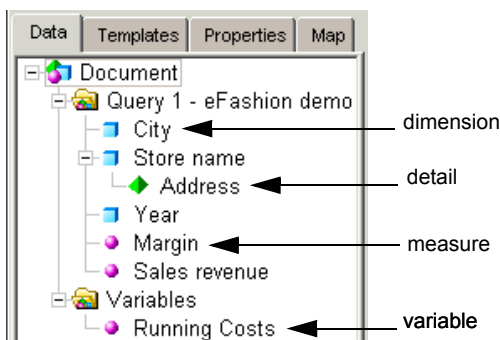 Data Templates Properties Map
Document
Query 1 - eFashion demo
City dimension
Store name
Address detail
Year
Margin measure
Sales revenue
Variables
Running Costs variable